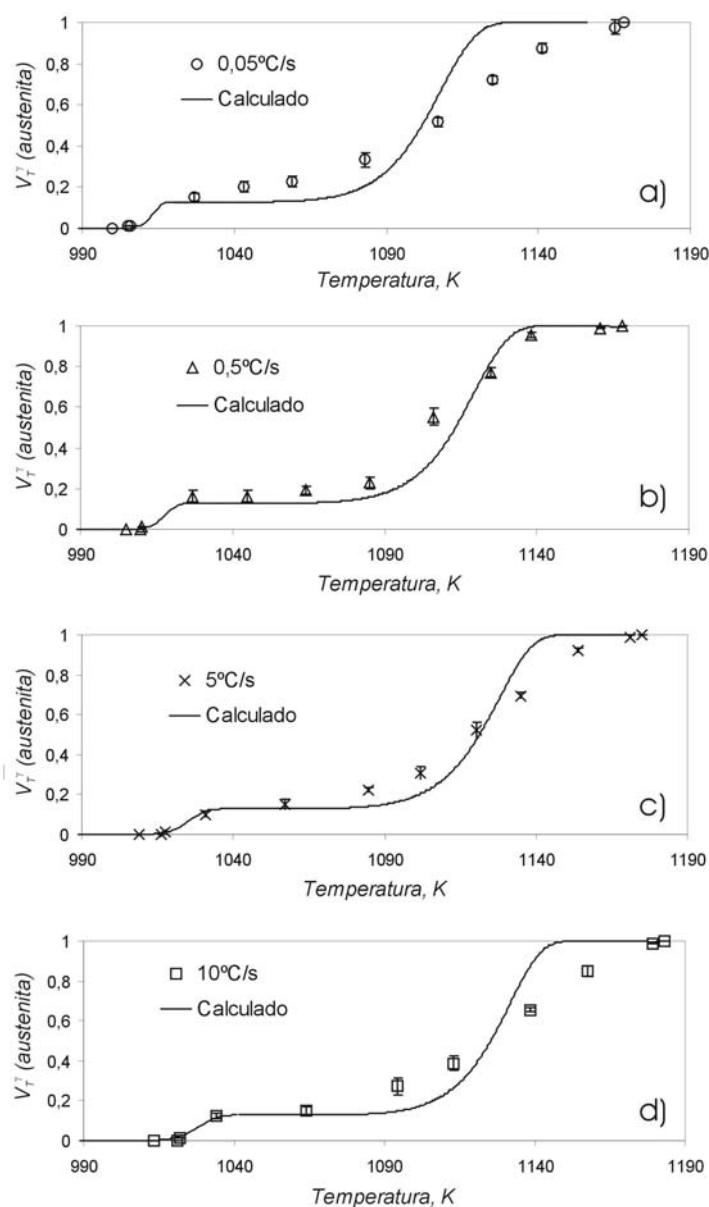 1
0,8
0,6
0,4
0,2
0
V_T^γ (austenita)
0,05ºC/s
Calculado
a)
990 1040 1090 1140 1190
Temperatura, K
1
0,8
0,6
0,4
0,2
0
V_T^γ (austenita)
0,5ºC/s
Calculado
b)
990 1040 1090 1140 1190
Temperatura, K
1
0,8
0,6
0,4
0,2
0
V_T^γ (austenita)
5ºC/s
Calculado
c)
990 1040 1090 1140 1190
Temperatura, K
1
0,8
0,6
0,4
0,2
0
V_T^γ (austenita)
10ºC/s
Calculado
d)
990 1040 1090 1140 1190
Temperatura, K